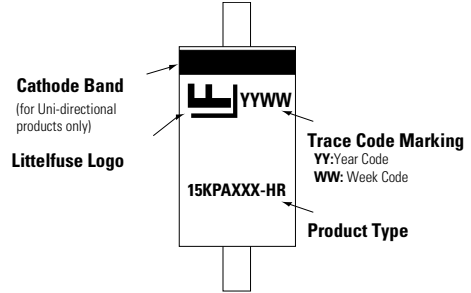 Cathode Band
(for Uni-directional
products only)
Littelfuse Logo
YYWW
Trace Code Marking
YY:Year Code
WW: Week Code
15KPAXXX-HR
Product Type